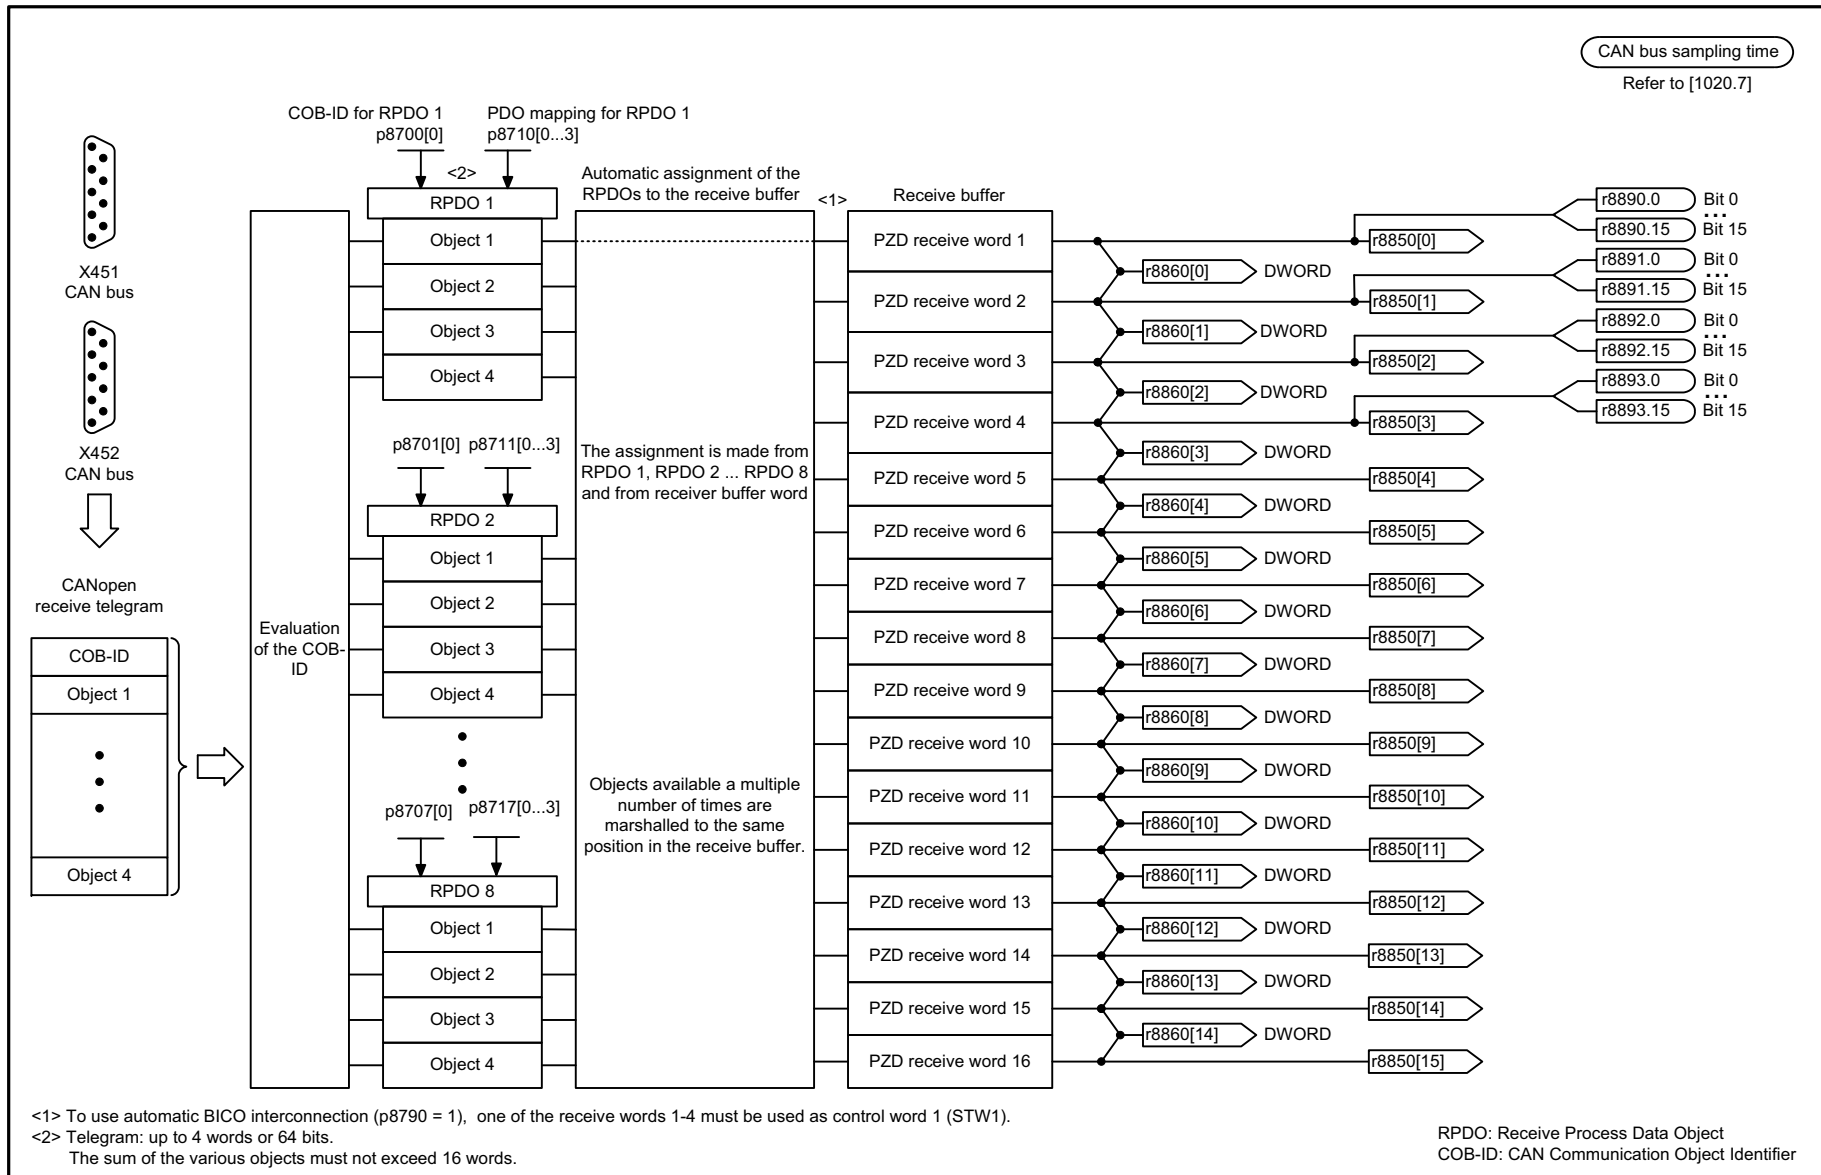 CAN bus sampling time
Refer to [1020.7]
COB-ID for RPDO 1
p8700[0]
PDO mapping for RPDO 1
p8710[0...3]
<2>
Automatic assignment of the
RPDOs to the receive buffer
<1>
Receive buffer
X451
CAN bus
X452
CAN bus
CANopen
receive telegram
COB-ID
Object 1
Object 4
Evaluation
of the COB-
ID
RPDO 1
Object 1
Object 2
Object 3
Object 4
p8701[0]
p8711[0...3]
RPDO 2
Object 1
Object 2
Object 3
Object 4
p8707[0]
p8717[0...3]
RPDO 8
Object 1
Object 2
Object 3
Object 4
The assignment is made from
RPDO 1, RPDO 2 ... RPDO 8
and from receiver buffer word
Objects available a multiple
number of times are
marshalled to the same
position in the receive buffer.
PZD receive word 1
PZD receive word 2
PZD receive word 3
PZD receive word 4
PZD receive word 5
PZD receive word 6
PZD receive word 7
PZD receive word 8
PZD receive word 9
PZD receive word 10
PZD receive word 11
PZD receive word 12
PZD receive word 13
PZD receive word 14
PZD receive word 15
PZD receive word 16
r8860[0] DWORD
r8860[1] DWORD
r8860[2] DWORD
r8860[3] DWORD
r8860[4] DWORD
r8860[5] DWORD
r8860[6] DWORD
r8860[7] DWORD
r8860[8] DWORD
r8860[9] DWORD
r8860[10] DWORD
r8860[11] DWORD
r8860[12] DWORD
r8860[13] DWORD
r8860[14] DWORD
r8850[0]
r8850[1]
r8850[2]
r8850[3]
r8850[4]
r8850[5]
r8850[6]
r8850[7]
r8850[8]
r8850[9]
r8850[10]
r8850[11]
r8850[12]
r8850[13]
r8850[14]
r8850[15]
r8890.0 Bit 0
...
r8890.15 Bit 15
r8891.0 Bit 0
...
r8891.15 Bit 15
r8892.0 Bit 0
...
r8892.15 Bit 15
r8893.0 Bit 0
...
r8893.15 Bit 15
<1> To use automatic BICO interconnection (p8790 = 1), one of the receive words 1-4 must be used as control word 1 (STW1).
<2> Telegram: up to 4 words or 64 bits.
The sum of the various objects must not exceed 16 words.
RPDO: Receive Process Data Object
COB-ID: CAN Communication Object Identifier